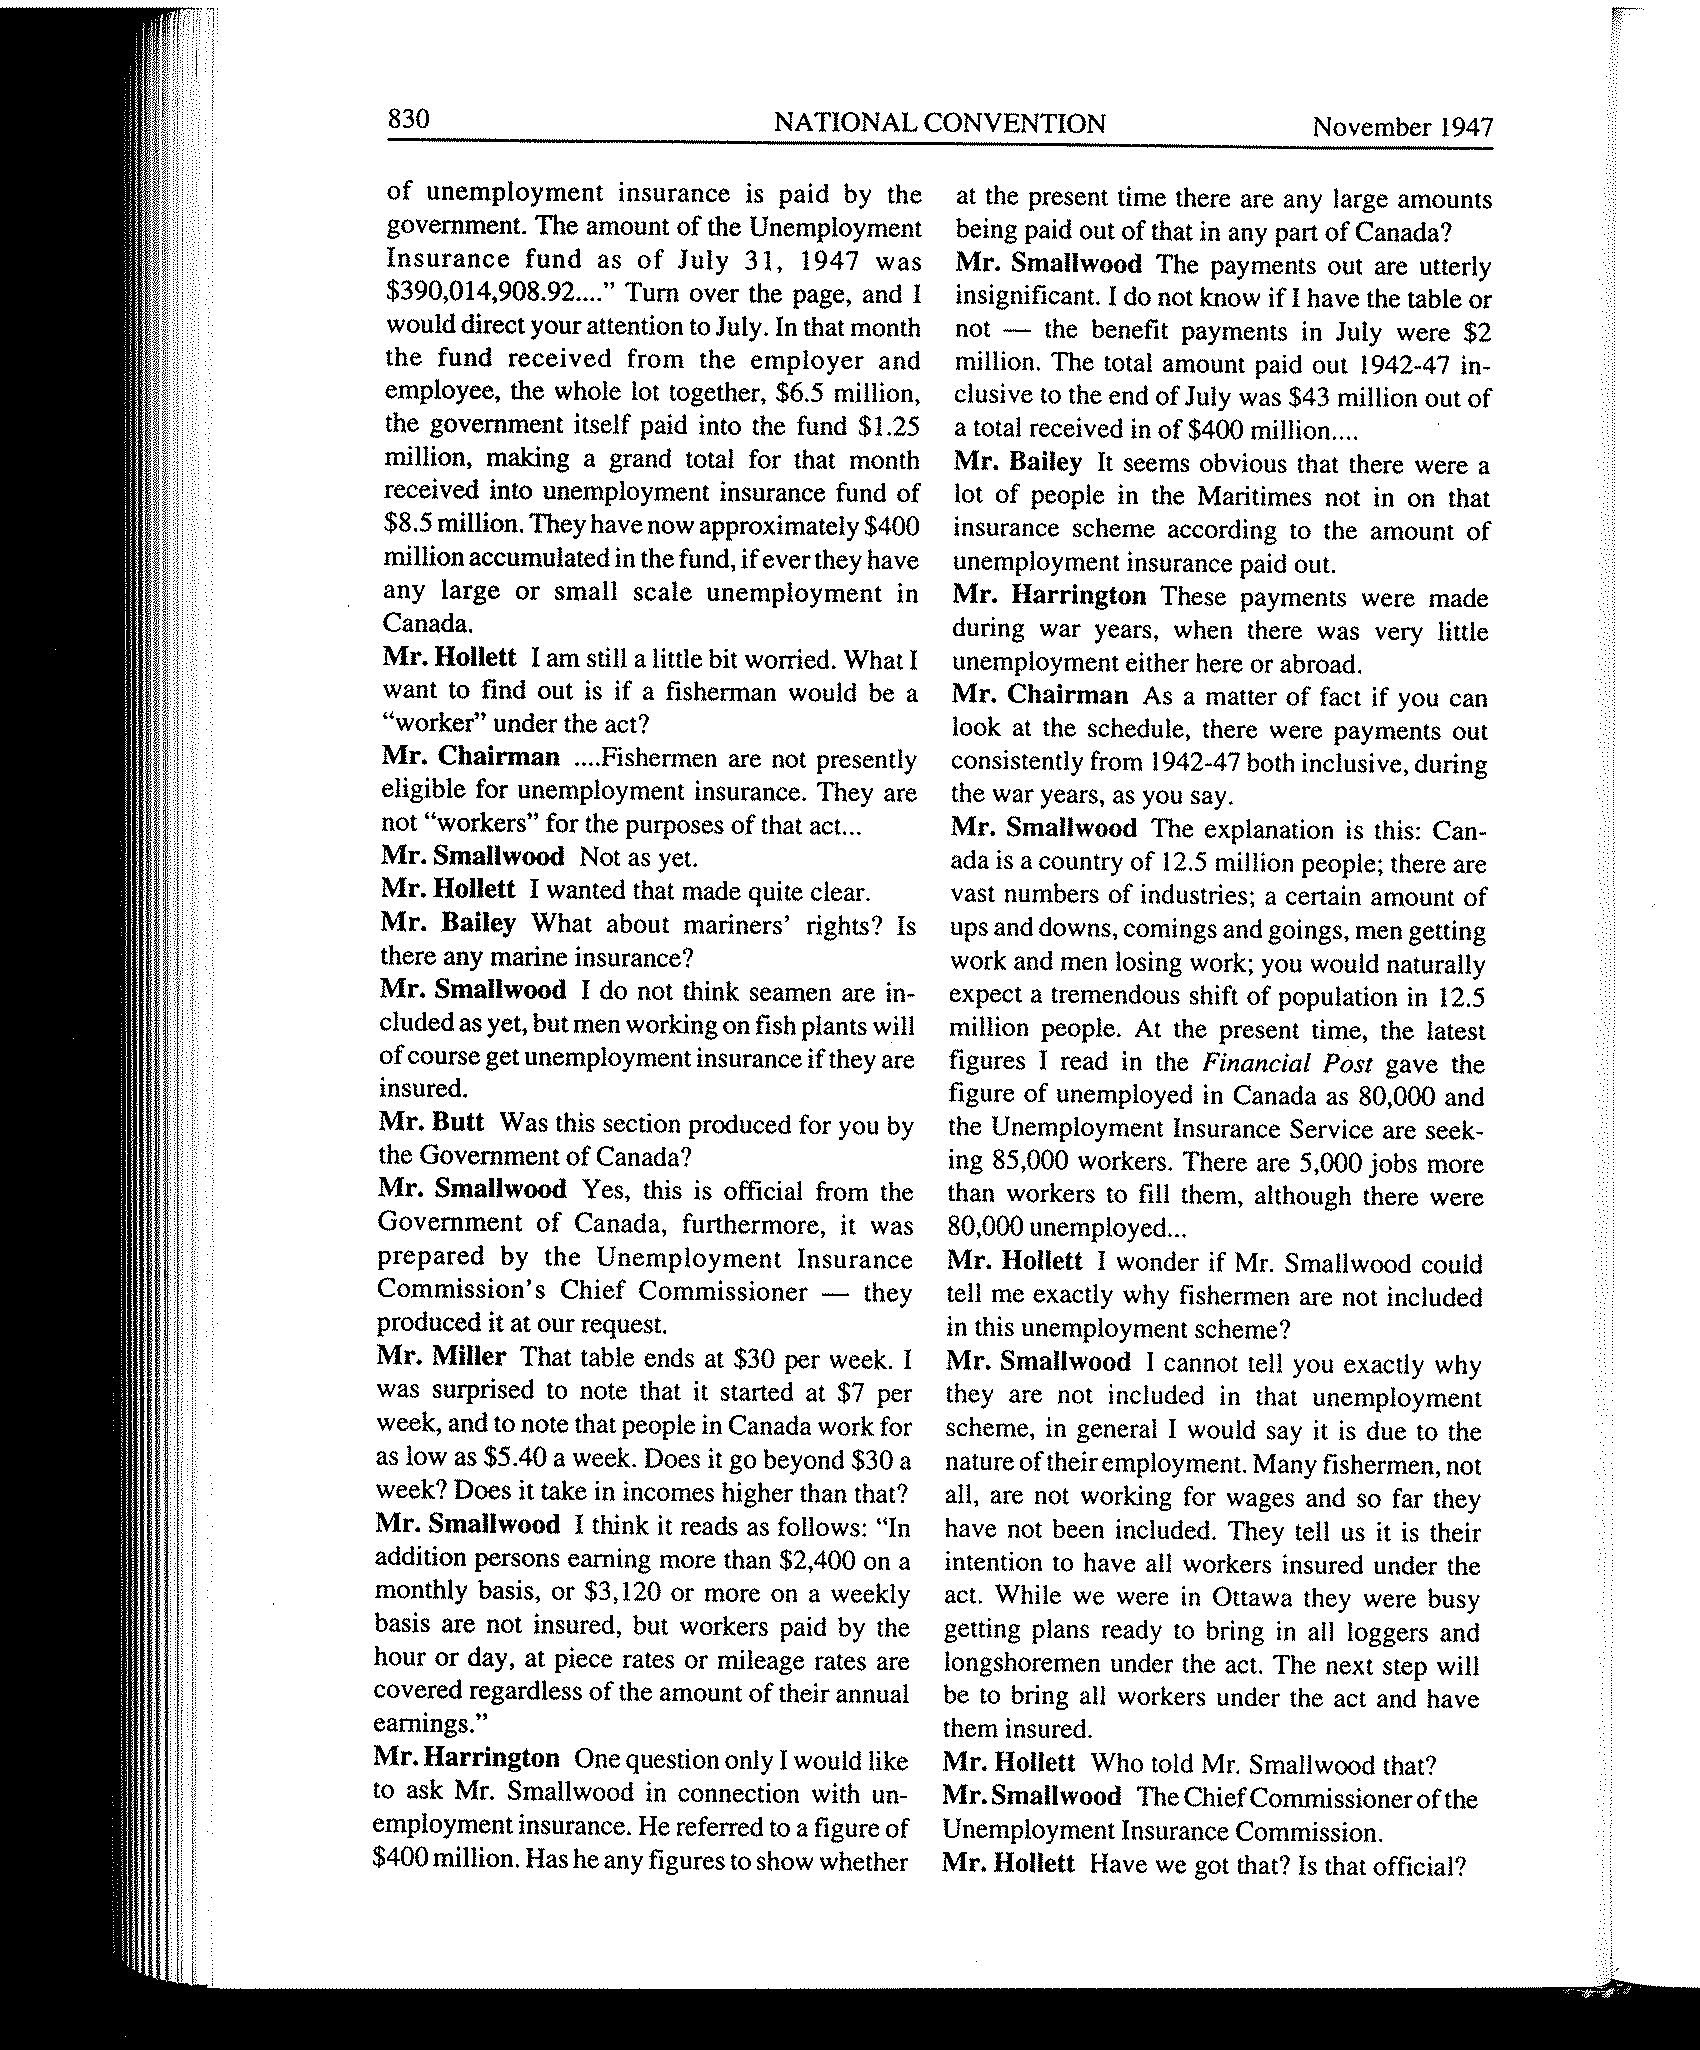 830 NATIONAL CONVENTION November 1947
of unemployment insurance is paid by the
government. The amount of the Unemployment
Insurance fund as of July 31, 1947 was
$390,014,908.92...." Turn over the page, and I
would direct your attention to July. In that month
the fund received from the employer and
employee, the whole lot together, $6.5 million,
the government itself paid into the fund $1.25
million, making a grand total for that month
received into unemployment insurance fund of
$8.5 million. They have now approximately $400
million accumulated in the fund, if ever they have
any large or small scale unemployment in
Canada.
Mr. Hollett I am still a little bit worried. What I
want to find out is if a fisherman would be a
"worker" under the act?
Mr. Chairman ....Fishermen are not presently
eligible for unemployment insurance. They are
not "workers" for the purposes of that act...
Mr. Smallwood Not as yet.
Mr. Hollett I wanted that made quite clear.
Mr. Bailey What about mariners' rights? Is
there any marine insurance?
Mr. Smallwood I do not think seamen are in-
cluded as yet, but men working on fish plants will
of course get unemployment insurance if they are
insured.
Mr. Butt Was this section produced for you by
the Government of Canada?
Mr. Smallwood Yes, this is official from the
Government of Canada, furthermore, it was
prepared by the Unemployment Insurance
Commission's Chief Commissioner — they
produced it at our request.
Mr. Miller That table ends at $30 per week. I
was surprised to note that it started at $7 per
week, and to note that people in Canada work for
as low as $5.40 a week. Does it go beyond $30 a
week? Does it take in incomes higher than that?
Mr. Smallwood I think it reads as follows: "In
addition persons earning more than $2,400 on a
monthly basis, or $3,120 or more on a weekly
basis are not insured, but workers paid by the
hour or day, at piece rates or mileage rates are
covered regardless of the amount of their annual
earnings."
Mr. Harrington One question only I would like
to ask Mr. Smallwood in connection with un-
employment insurance. He referred to a figure of
$400 million. Has he any figures to show whether
at the present time there are any large amounts
being paid out of that in any part of Canada?
Mr. Smallwood The payments out are utterly
insignificant. I do not know if I have the table or
not — the benefit payments in July were $2
million. The total amount paid out 1942-47 in-
clusive to the end of July was $43 million out of
a total received in of $400 million....
Mr. Bailey It seems obvious that there were a
lot of people in the Maritimes not in on that
insurance scheme according to the amount of
unemployment insurance paid out.
Mr. Harrington These payments were made
during war years, when there was very little
unemployment either here or abroad.
Mr. Chairman As a matter of fact if you can
look at the schedule, there were payments out
consistently from 1942-47 both inclusive, during
the war years, as you say.
Mr. Smallwood The explanation is this: Can-
ada is a country of 12.5 million people; there are
vast numbers of industries; a certain amount of
ups and downs, comings and goings, men getting
work and men losing work; you would naturally
expect a tremendous shift of population in 12.5
million people. At the present time, the latest
figures I read in the Financial Post gave the
figure of unemployed in Canada as 80,000 and
the Unemployment Insurance Service are seek-
ing 85,000 workers. There are 5,000 jobs more
than workers to fill them, although there were
80,000 unemployed...
Mr. Hollett I wonder if Mr. Smallwood could
tell me exactly why fishermen are not included
in this unemployment scheme?
Mr. Smallwood I cannot tell you exactly why
they are not included in that unemployment
scheme, in general I would say it is due to the
nature of their employment. Many fishermen, not
all, are not working for wages and so far they
have not been included. They tell us it is their
intention to have all workers insured under the
act. While we were in Ottawa they were busy
getting plans ready to bring in all loggers and
longshoremen under the act. The next step will
be to bring all workers under the act and have
them insured.
Mr. Hollett Who told Mr. Smallwood that?
Mr. Smallwood The Chief Commissioner of the
Unemployment Insurance Commission.
Mr. Hollett Have we got that? Is that official?